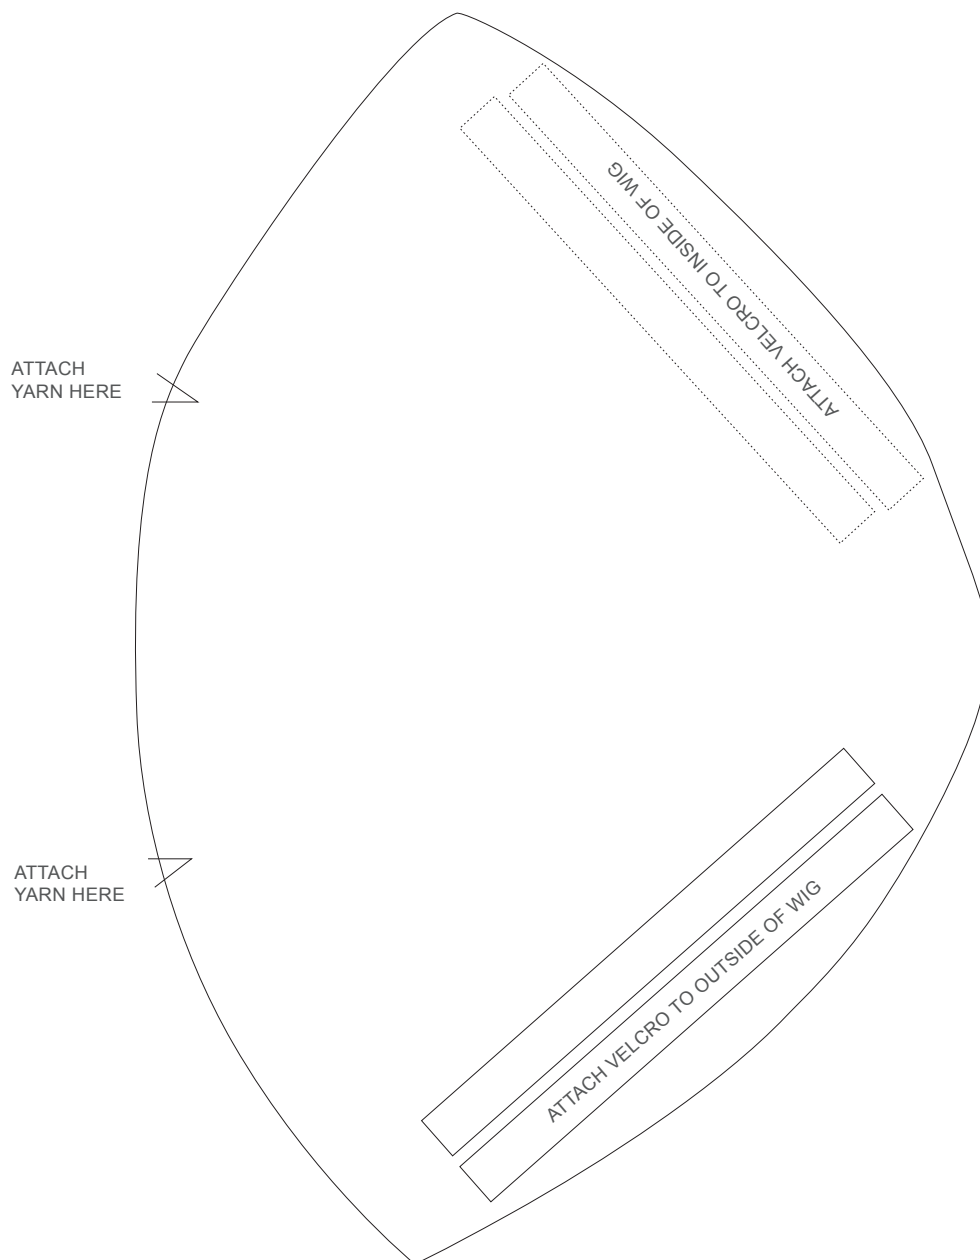 ATTACH VELCRO TO INSIDE OF WIG
ATTACH
YARN HERE
ATTACH
YARN HERE
ATTACH VELCRO TO OUTSIDE OF WIG